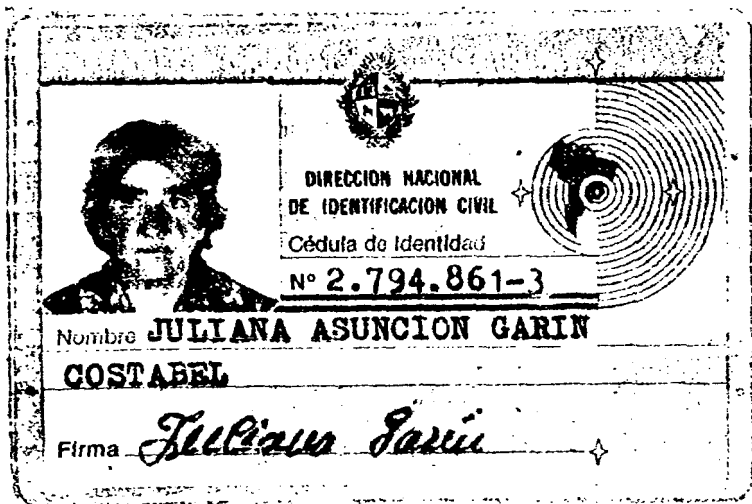 DIRECCION NACIONAL
DE IDENTIFICACION CIVIL
Cédula de Identidad
Nº 2.794.861-3
Nombre JULIANA ASUNCION GARIN
COSTABEL
Firma Juliana Garin